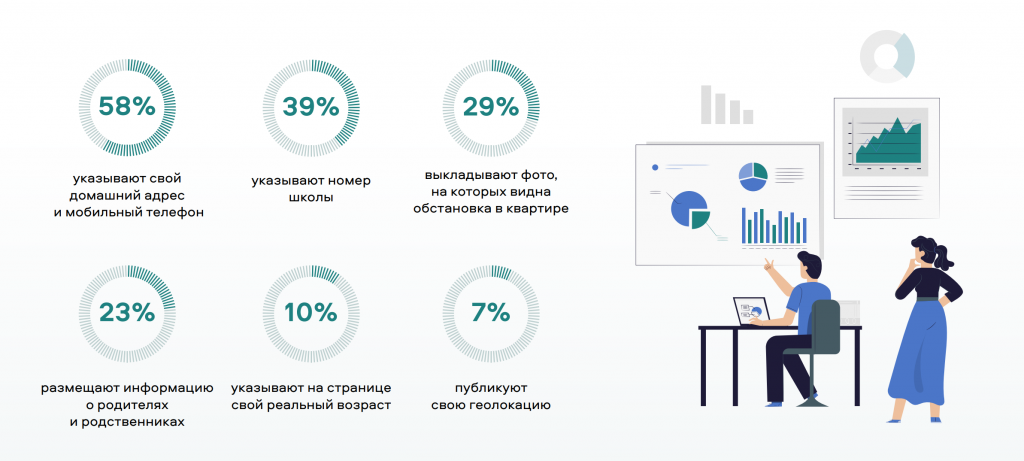 58%
указывают свой
домашний адрес
и мобильный телефон
39%
указывают номер
школы
29%
выкладывают фото,
на которых видна
обстановка в квартире
23%
размещают информацию
о родителях
и родственниках
10%
указывают на странице
свой реальный возраст
7%
публикуют
свою геолокацию